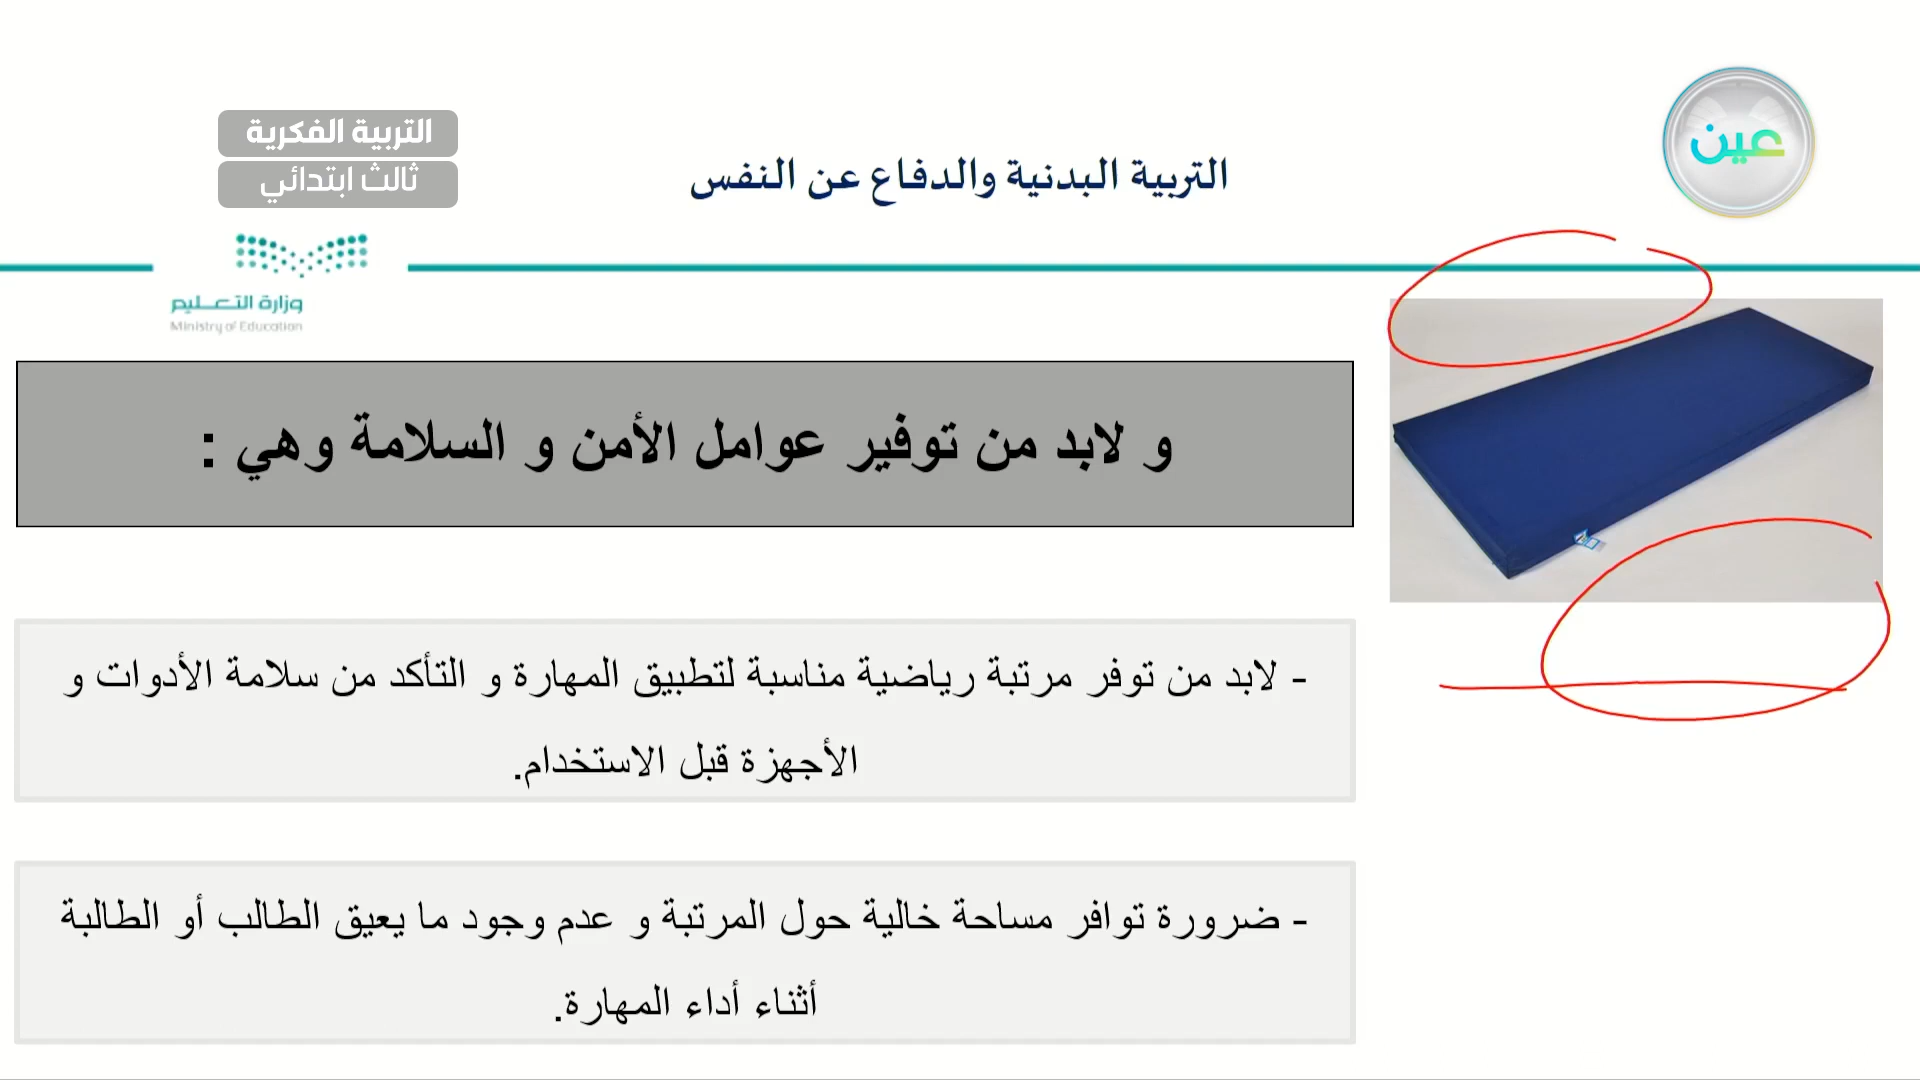 عين
التربية الفكرية
ثالث ابتدائي
التربية البدنية والدفاع عن النفس
وزارة التعليم
Ministry of Education
و لابد من توفير عوامل الأمن و السلامة وهي :
- لابد من توفر مرتبة رياضية مناسبة لتطبيق المهارة و التأكد من سلامة الأدوات و
الأجهزة قبل الاستخدام.
- ضرورة توافر مساحة خالية حول المرتبة و عدم وجود ما يعيق الطالب أو الطالبة
أثناء أداء المهارة.